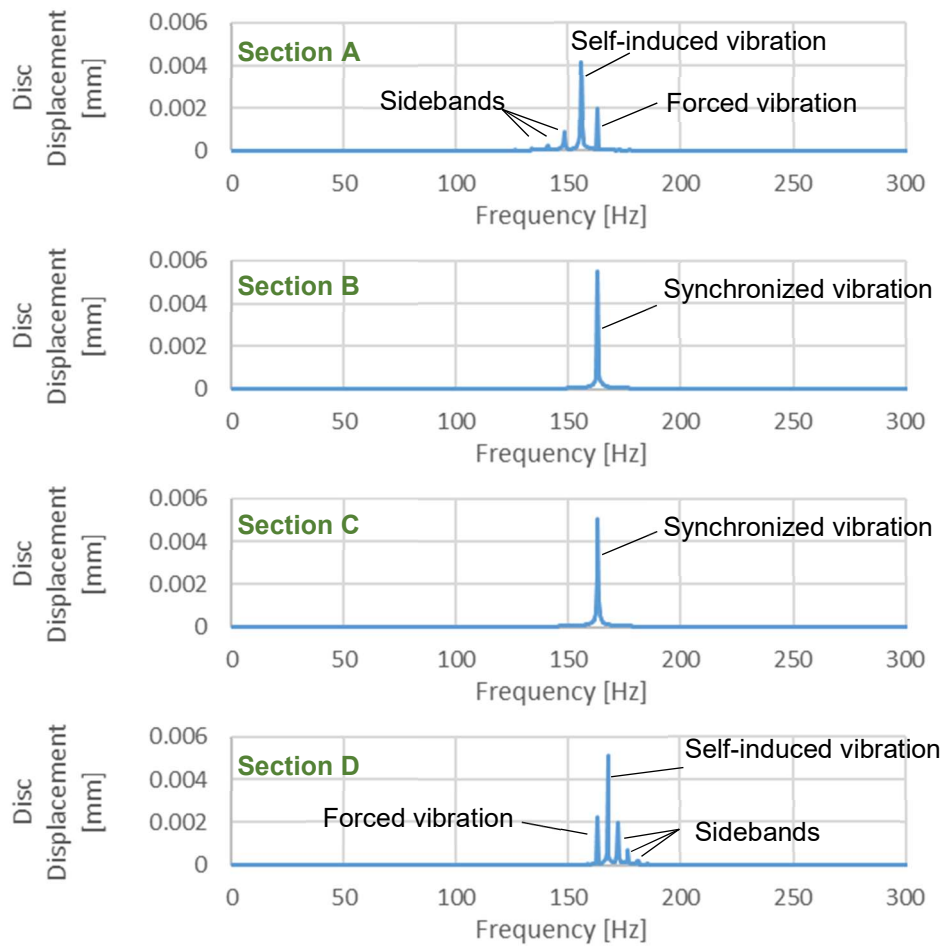 Disc
Displacement
[mm]
0.006
0.004
0.002
0
Section A
Self-induced vibration
Sidebands
Forced vibration
0 50 100 150 200 250 300
Frequency [Hz]
Disc
Displacement
[mm]
0.006
0.004
0.002
0
Section B
Synchronized vibration
0 50 100 150 200 250 300
Frequency [Hz]
Disc
Displacement
[mm]
0.006
0.004
0.002
0
Section C
Synchronized vibration
0 50 100 150 200 250 300
Frequency [Hz]
Disc
Displacement
[mm]
0.006
0.004
0.002
0
Section D
Self-induced vibration
Forced vibration
Sidebands
0 50 100 150 200 250 300
Frequency [Hz]